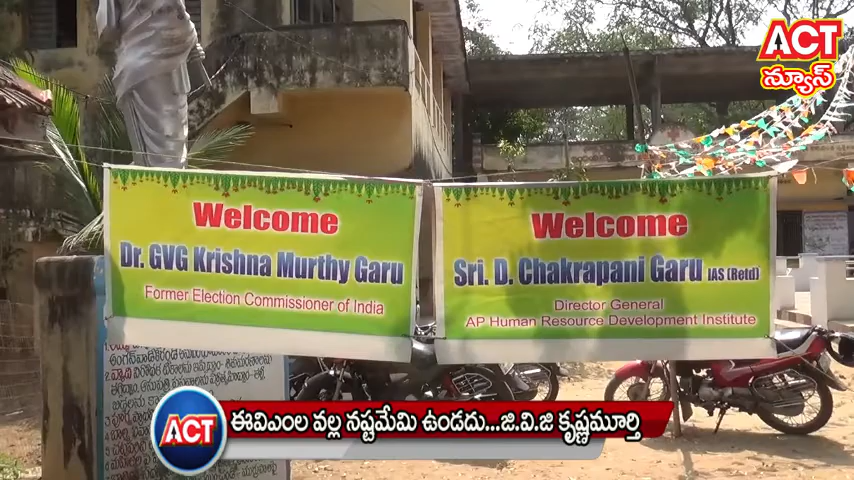 ACT
న్యూస్
Welcome
Dr. GVG Krishna Murthy Garu
Former Election Commissioner of India
Welcome
Sri. D. Chakrapani Garu IAS (Retd)
Director General
AP Human Resource Development Institute
ACT
ఈవిఎంల వల్ల నష్టమేమి ఉండదు...జి.వి.జి కృష్ణమూర్తి